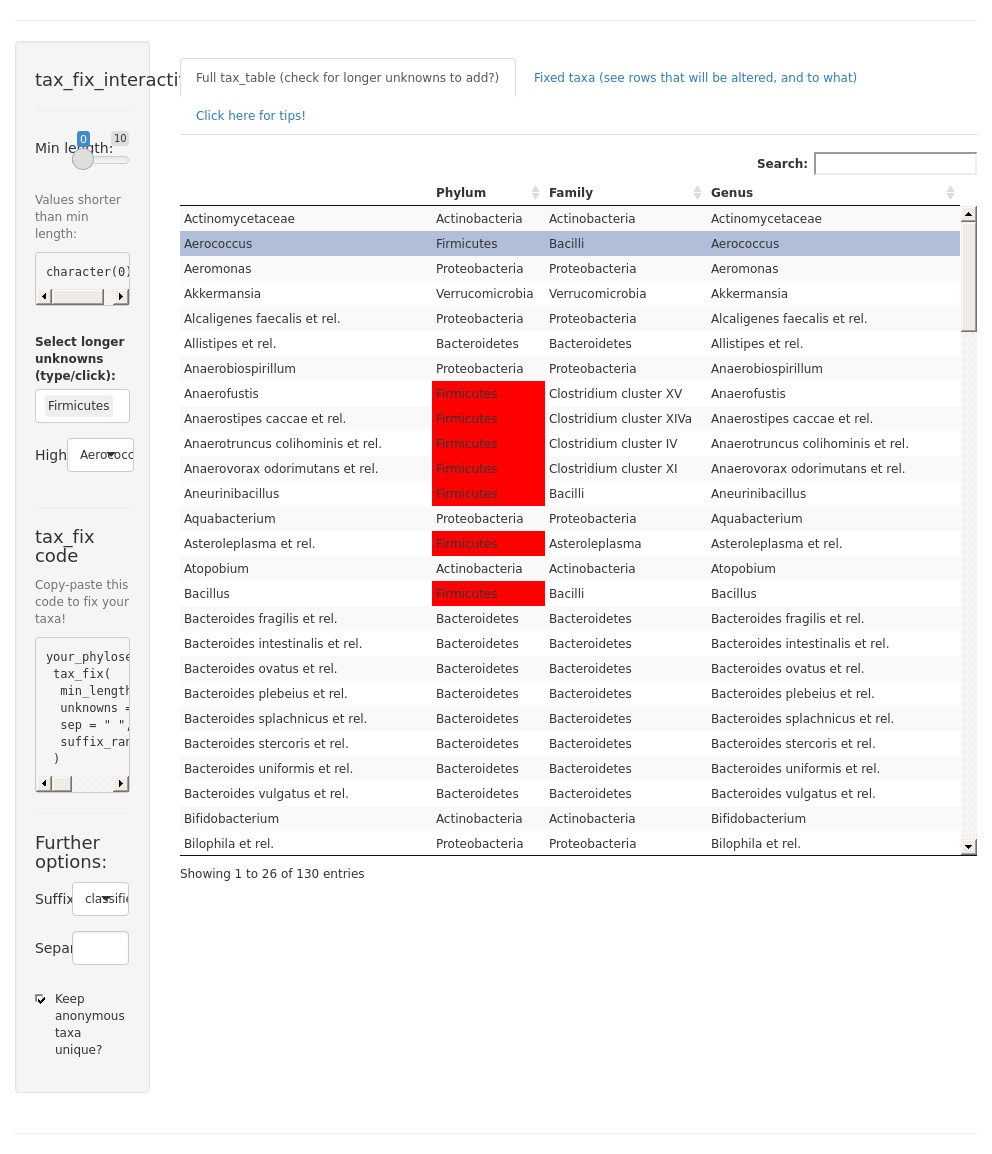 tax_fix_interacti
Min length:
0
10
Values shorter
than min
length:
character(0)
Select longer
unknowns
(type/click):
Firmicutes
High
Aerococc
tax_fix
code
Copy-paste this
code to fix your
taxa!
your_phylose
tax_fix(
min_length
unknowns =
sep = " ",
suffix_ran
)
Further
options:
Suffix
classifie
Separ
Keep
anonymous
taxa
unique?
Full tax_table (check for longer unknowns to add?)
Fixed taxa (see rows that will be altered, and to what)
Click here for tips!
Search:
Phylum Family Genus
Actinomycetaceae Actinobacteria Actinobacteria Actinomycetaceae
Aerococcus Firmicutes Bacilli Aerococcus
Aeromonas Proteobacteria Proteobacteria Aeromonas
Akkermansia Verrucomicrobia Verrucomicrobia Akkermansia
Alcaligenes faecalis et rel. Proteobacteria Proteobacteria Alcaligenes faecalis et rel.
Allistipes et rel. Bacteroidetes Bacteroidetes Allistipes et rel.
Anaerobiospirillum Proteobacteria Proteobacteria Anaerobiospirillum
Anaerofustis Firmicutes Clostridium cluster XV Anaerofustis
Anaerostipes caccae et rel. Firmicutes Clostridium cluster XIVa Anaerostipes caccae et rel.
Anaerotruncus colihominis et rel. Firmicutes Clostridium cluster IV Anaerotruncus colihominis et rel.
Anaerovorax odorimutans et rel. Firmicutes Clostridium cluster XI Anaerovorax odorimutans et rel.
Aneurinibacillus Firmicutes Bacilli Aneurinibacillus
Aquabacterium Proteobacteria Proteobacteria Aquabacterium
Asteroleplasma et rel. Firmicutes Asteroleplasma Asteroleplasma et rel.
Atopobium Actinobacteria Actinobacteria Atopobium
Bacillus Firmicutes Bacilli Bacillus
Bacteroides fragilis et rel. Bacteroidetes Bacteroidetes Bacteroides fragilis et rel.
Bacteroides intestinalis et rel. Bacteroidetes Bacteroidetes Bacteroides intestinalis et rel.
Bacteroides ovatus et rel. Bacteroidetes Bacteroidetes Bacteroides ovatus et rel.
Bacteroides plebeius et rel. Bacteroidetes Bacteroidetes Bacteroides plebeius et rel.
Bacteroides splachnicus et rel. Bacteroidetes Bacteroidetes Bacteroides splachnicus et rel.
Bacteroides stercoris et rel. Bacteroidetes Bacteroidetes Bacteroides stercoris et rel.
Bacteroides uniformis et rel. Bacteroidetes Bacteroidetes Bacteroides uniformis et rel.
Bacteroides vulgatus et rel. Bacteroidetes Bacteroidetes Bacteroides vulgatus et rel.
Bifidobacterium Actinobacteria Actinobacteria Bifidobacterium
Bilophila et rel. Proteobacteria Proteobacteria Bilophila et rel.
Showing 1 to 26 of 130 entries